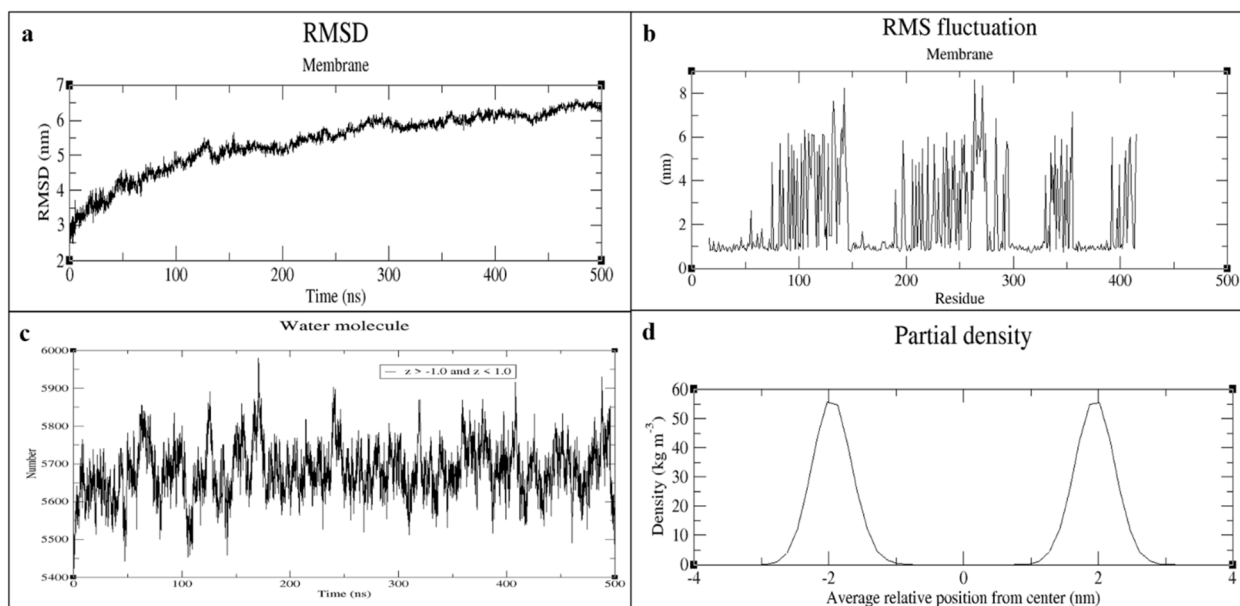 a
RMSD
Membrane
7
6
5
4
3
2
RMSD (nm)
0 100 200 300 400 500
Time (ns)
b
RMS fluctuation
Membrane
8
6
4
2
0
(nm)
100 200 300 400 500
Residue
c
Water molecule
z > -1.0 and z < 1.0
6000
5900
5800
5700
5600
5500
5400
Number
0 100 200 300 400 500
Time (ns)
d
Partial density
60
50
40
30
20
10
0
Density (kg m⁻³)
-4 -2 0 2 4
Average relative position from center (nm)